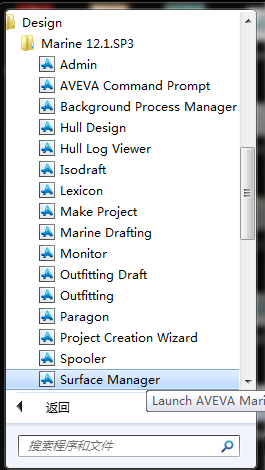 Design
Marine 12.1.SP3
Admin
AVEVA Command Prompt
Background Process Manager
Hull Design
Hull Log Viewer
Isodraft
Lexicon
Make Project
Marine Drafting
Monitor
Outfitting Draft
Outfitting
Paragon
Project Creation Wizard
Spooler
Surface Manager
Launch AVEVA Mari
返回
搜索程序和文件